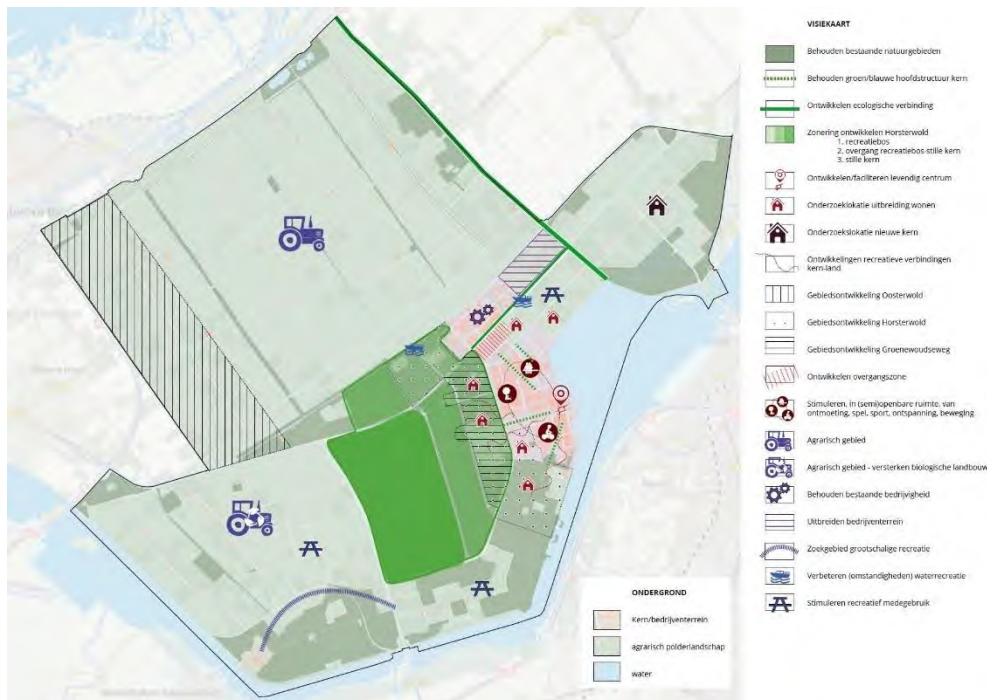 VISIEKAART
Behouden bestaande natuurgebieden
Behouden groen/blauwe hoofdstructuur kern
Ontwikkelen ecologische verbinding
Zonering ontwikkelen Horsterwold
1. recreatiebos
2. overgang recreatiebos-stille kern
3. stille kern
Ontwikkelen/faciliteren levendig centrum
Onderzoeklokatie uitbreiding wonen
Onderzoekslokatie nieuwe kern
Ontwikkelingen recreatieve verbindingen
kern-land
Gebiedsontwikkeling Oosterwold
Gebiedsontwikkeling Horsterwold
Gebiedsontwikkeling Groenewoudseweg
Ontwikkelen overgangszone
Stimuleren, in (semi)openbare ruimte, van
ontmoeting, spel, sport, ontspanning, beweging
Agrarisch gebied
Agrarisch gebied - versterken biologische landbouw
Behouden bestaande bedrijvigheid
Uitbreiden bedrijventerrein
Zoekgebied grootschalige recreatie
Verbeteren (omstandigheden) waterrecreatie
Stimuleren recreatief medegebruik
ONDERGROND
Kern/bedrijventerrein
agrarisch polderlandschap
water